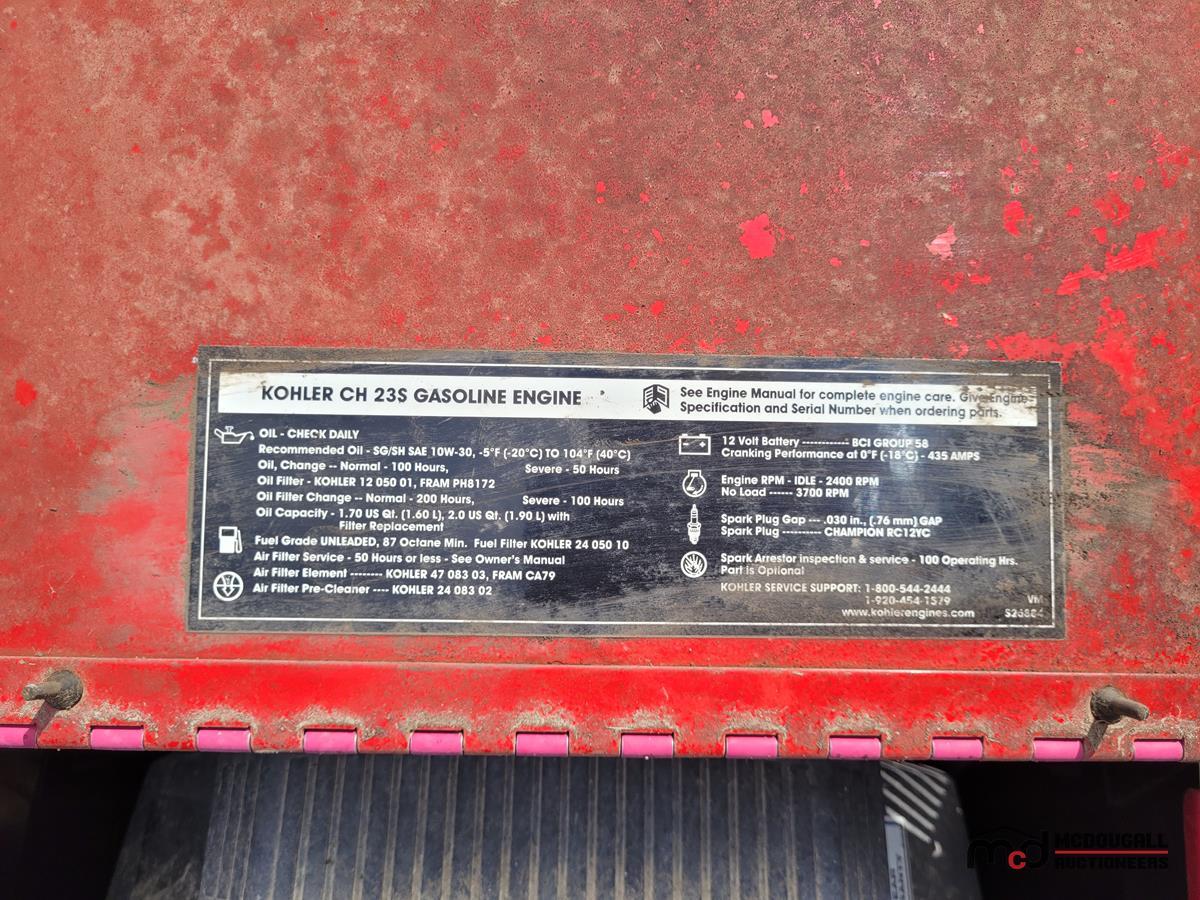 KOHLER CH 23S GASOLINE ENGINE
See Engine Manual for complete engine care. Give Engine
Specification and Serial Number when ordering parts.
OIL - CHECK DAILY
Recommended Oil - SG/SH SAE 10W-30, -5°F (-20°C) TO 104°F (40°C)
Oil, Change -- Normal - 100 Hours, Severe - 50 Hours
Oil Filter - KOHLER 12 050 01, FRAM PH8172
Oil Filter Change -- Normal - 200 Hours, Severe - 100 Hours
Oil Capacity - 1.70 US Qt. (1.60 L), 2.0 US Qt. (1.90 L) with
Filter Replacement
Fuel Grade UNLEADED, 87 Octane Min. Fuel Filter KOHLER 24 050 10
Air Filter Service - 50 Hours or less - See Owner's Manual
Air Filter Element -------- KOHLER 47 083 03, FRAM CA79
Air Filter Pre-Cleaner ---- KOHLER 24 083 02
12 Volt Battery ------------ BCI GROUP 58
Cranking Performance at 0°F (-18°C) - 435 AMPS
Engine RPM - IDLE - 2400 RPM
No Load ------ 3700 RPM
Spark Plug Gap --- .030 in., (.76 mm) GAP
Spark Plug ---------- CHAMPION RC12YC
Spark Arrestor inspection & service - 100 Operating Hrs.
Part is Optional
KOHLER SERVICE SUPPORT: 1-800-544-2444
1-920-454-1579
www.kohlerengines.com
VM
mcd MCDOUGALL
AUCTIONEERS